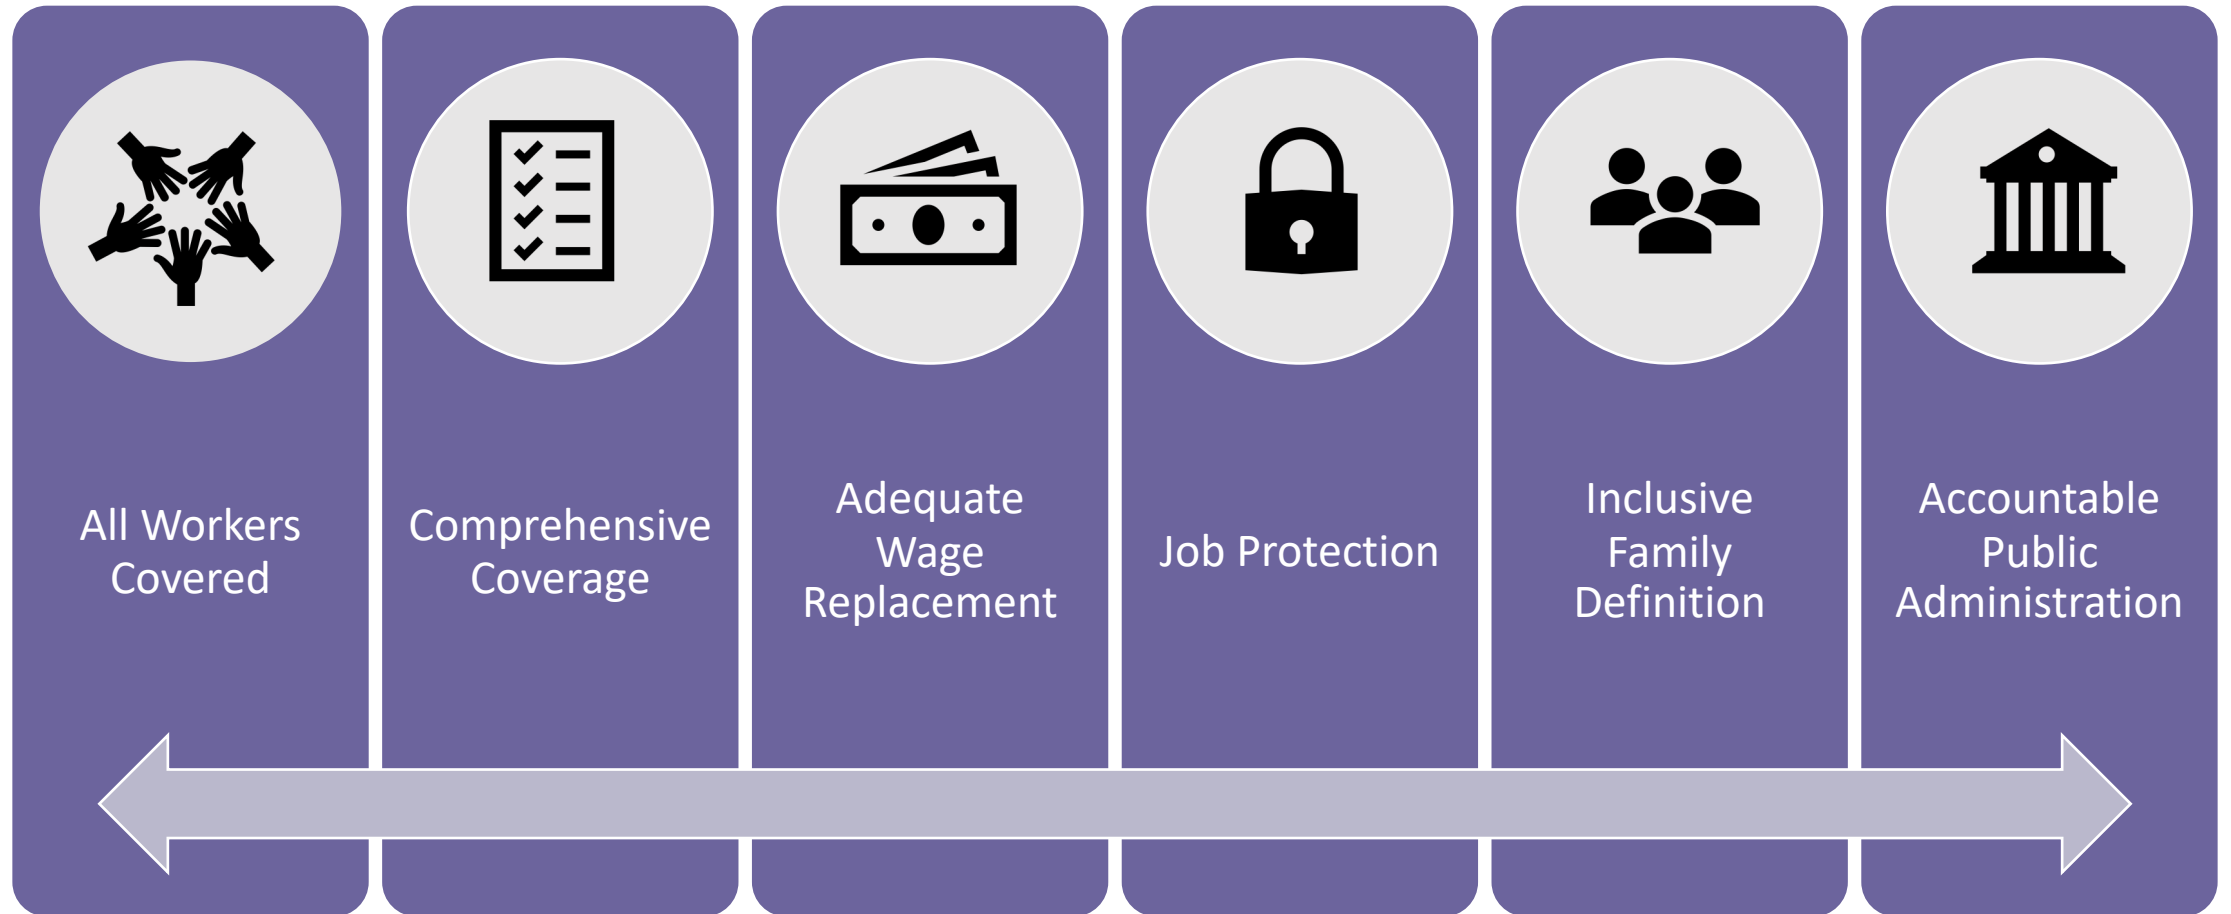 All Workers
Covered
Comprehensive
Coverage
Adequate
Wage
Replacement
Job Protection
Inclusive
Family
Definition
Accountable
Public
Administration